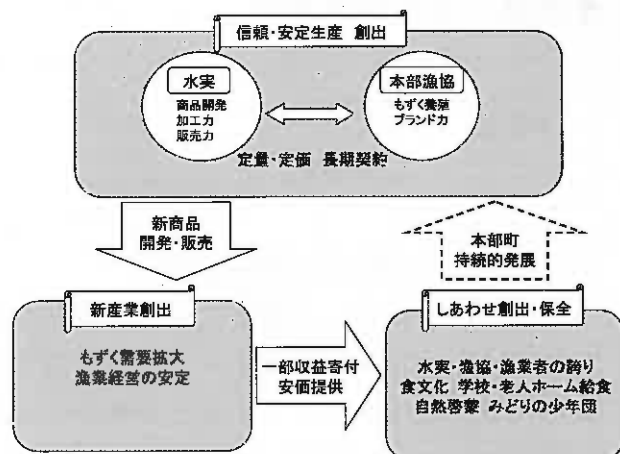 信頼・安定生産 創出
水実
商品開発
加工力
販売力
本部漁協
もずく養殖
ブランド力
定量・定価 長期契約
新商品
開発・販売
本部町
持続的発展
新産業創出
もずく需要拡大
漁業経営の安定
一部収益寄付
安価提供
しあわせ創出・保全
水実・漁協・漁業者の誇り
食文化 学校・老人ホーム給食
自然啓蒙 みどりの少年団